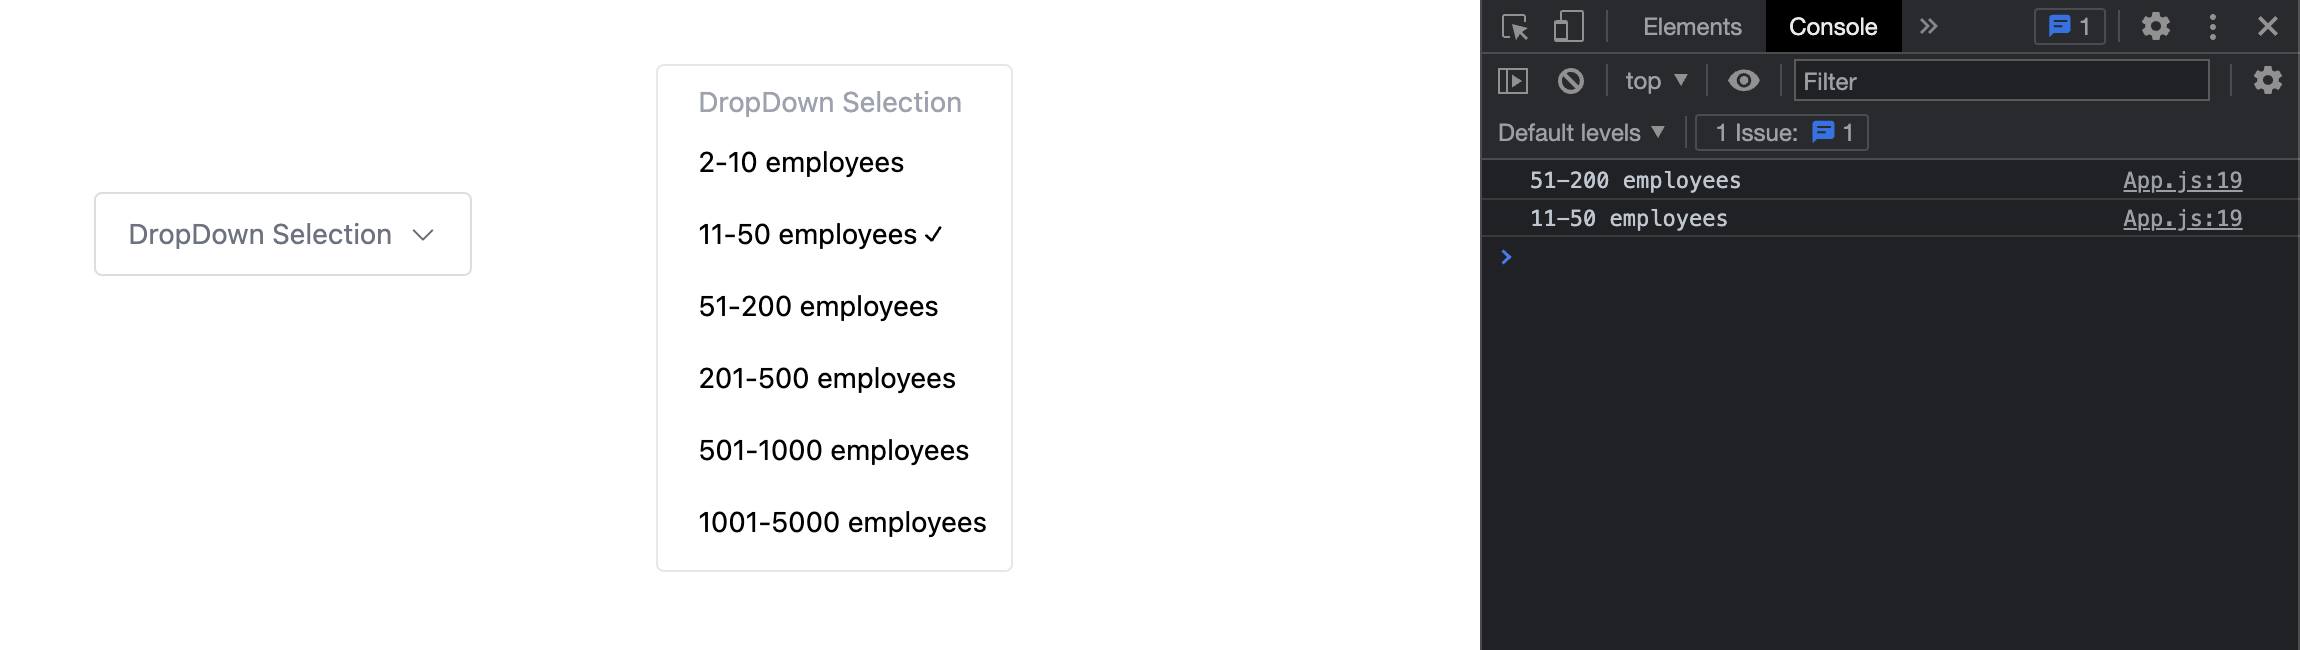 DropDown Selection
DropDown Selection
2-10 employees
11-50 employees ✓
51-200 employees
201-500 employees
501-1000 employees
1001-5000 employees
Elements Console » 1
top ▼ Filter
Default levels ▼ 1 Issue: 1
51-200 employees App.js:19
11-50 employees App.js:19